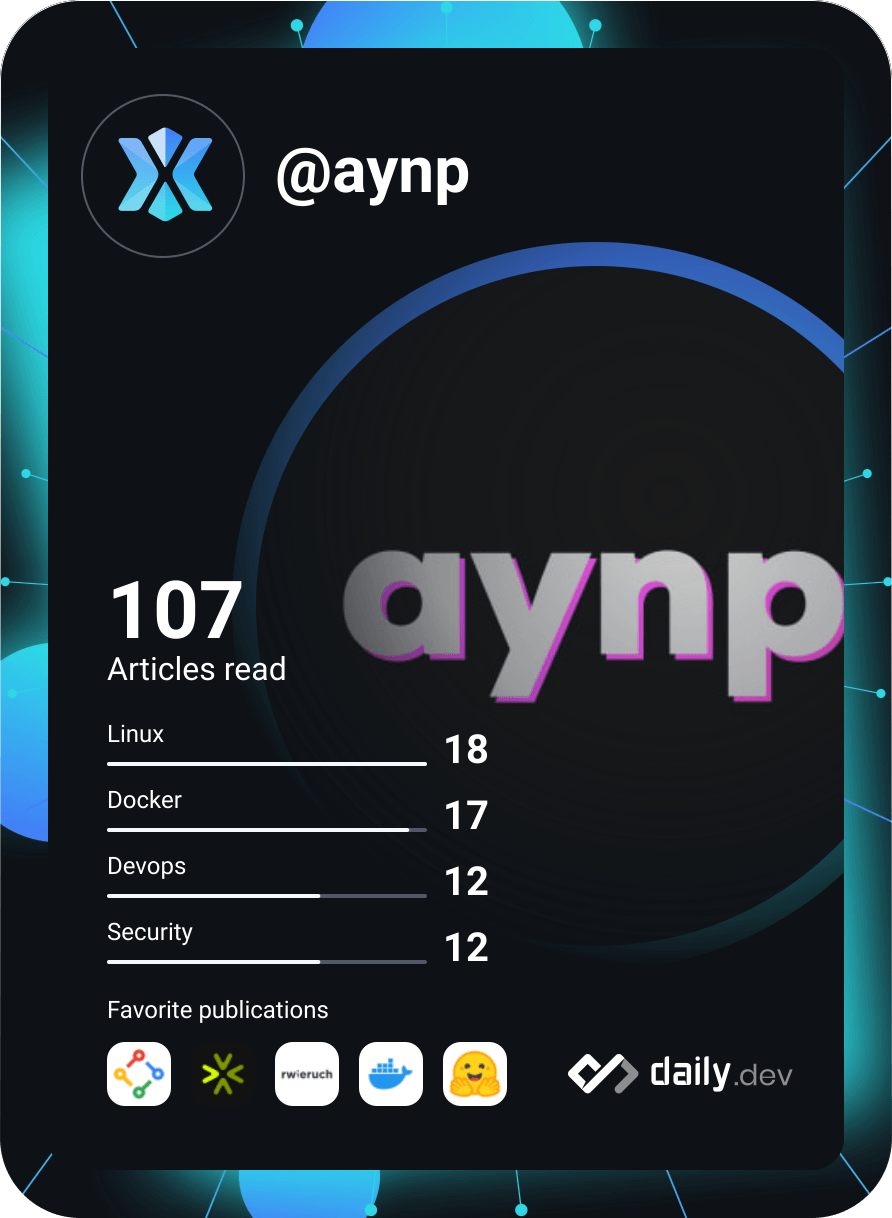 @aynp
aynp
107
Articles read
Linux
18
Docker
17
Devops
12
Security
12
Favorite publications
rwieruch
daily.dev